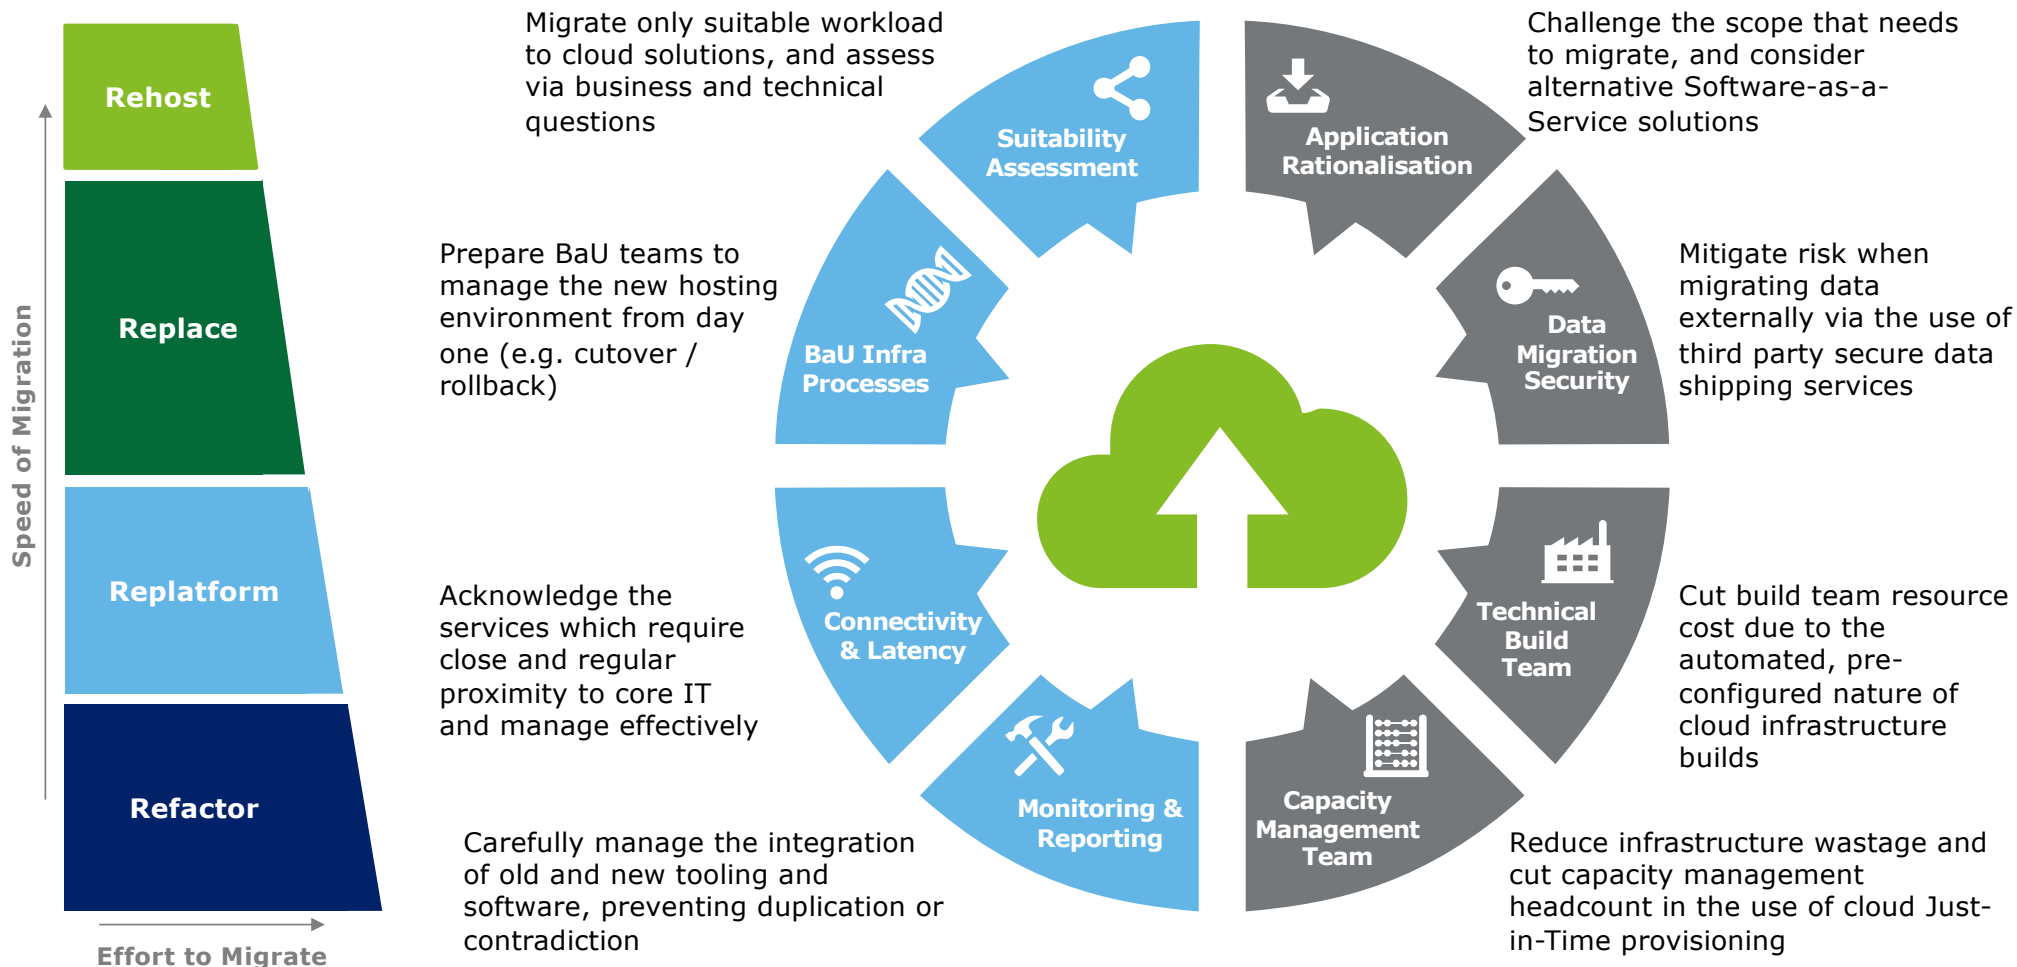 Speed of Migration
Rehost
Replace
Replatform
Refactor
Effort to Migrate
Migrate only suitable workload
to cloud solutions, and assess
via business and technical
questions
Prepare BaU teams to
manage the new hosting
environment from day
one (e.g. cutover /
rollback)
Acknowledge the
services which require
close and regular
proximity to core IT
and manage effectively
Carefully manage the integration
of old and new tooling and
software, preventing duplication or
contradiction
Suitability
Assessment
BaU Infra
Processes
Connectivity
& Latency
Monitoring &
Reporting
Application
Rationalisation
Data
Migration
Security
Technical
Build
Team
Capacity
Management
Team
Challenge the scope that needs
to migrate, and consider
alternative Software-as-a-
Service solutions
Mitigate risk when
migrating data
externally via the use of
third party secure data
shipping services
Cut build team resource
cost due to the
automated, pre-
configured nature of
cloud infrastructure
builds
Reduce infrastructure wastage and
cut capacity management
headcount in the use of cloud Just-
in-Time provisioning